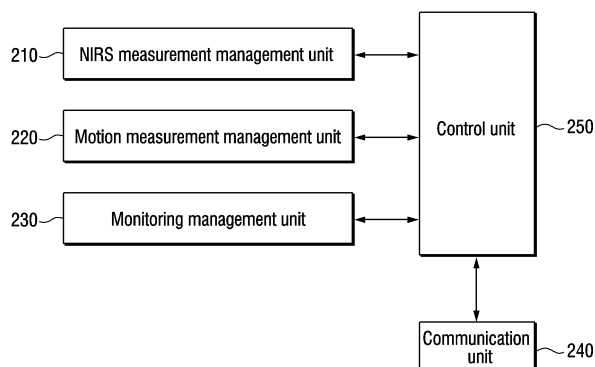 210
NIRS measurement management unit
220
Motion measurement management unit
230
Monitoring management unit
Control unit
250
Communication
unit
240